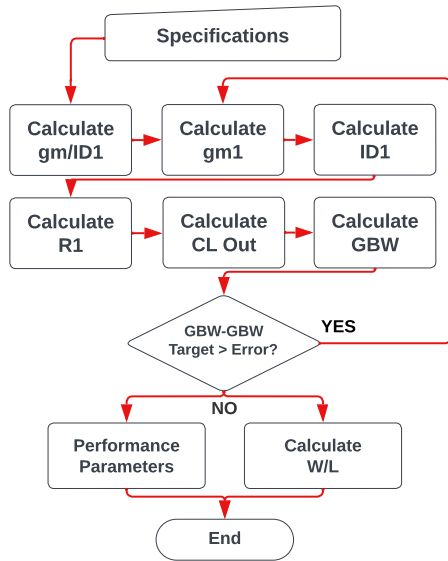 Specifications
Calculate
gm/ID1
Calculate
gm1
Calculate
ID1
Calculate
R1
Calculate
CL Out
Calculate
GBW
GBW-GBW
Target > Error?
YES
NO
Performance
Parameters
Calculate
W/L
End